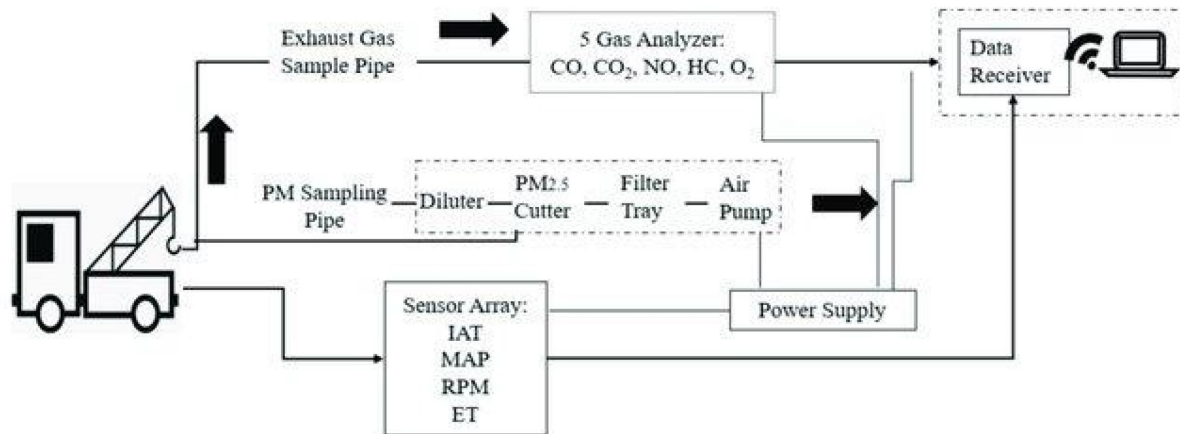 Exhaust Gas
Sample Pipe
5 Gas Analyzer:
CO, CO₂, NO, HC, O₂
Data
Receiver
PM Sampling
Pipe
Diluter
PM2.5
Cutter
Filter
Tray
Air
Pump
Sensor Array:
IAT
MAP
RPM
ET
Power Supply